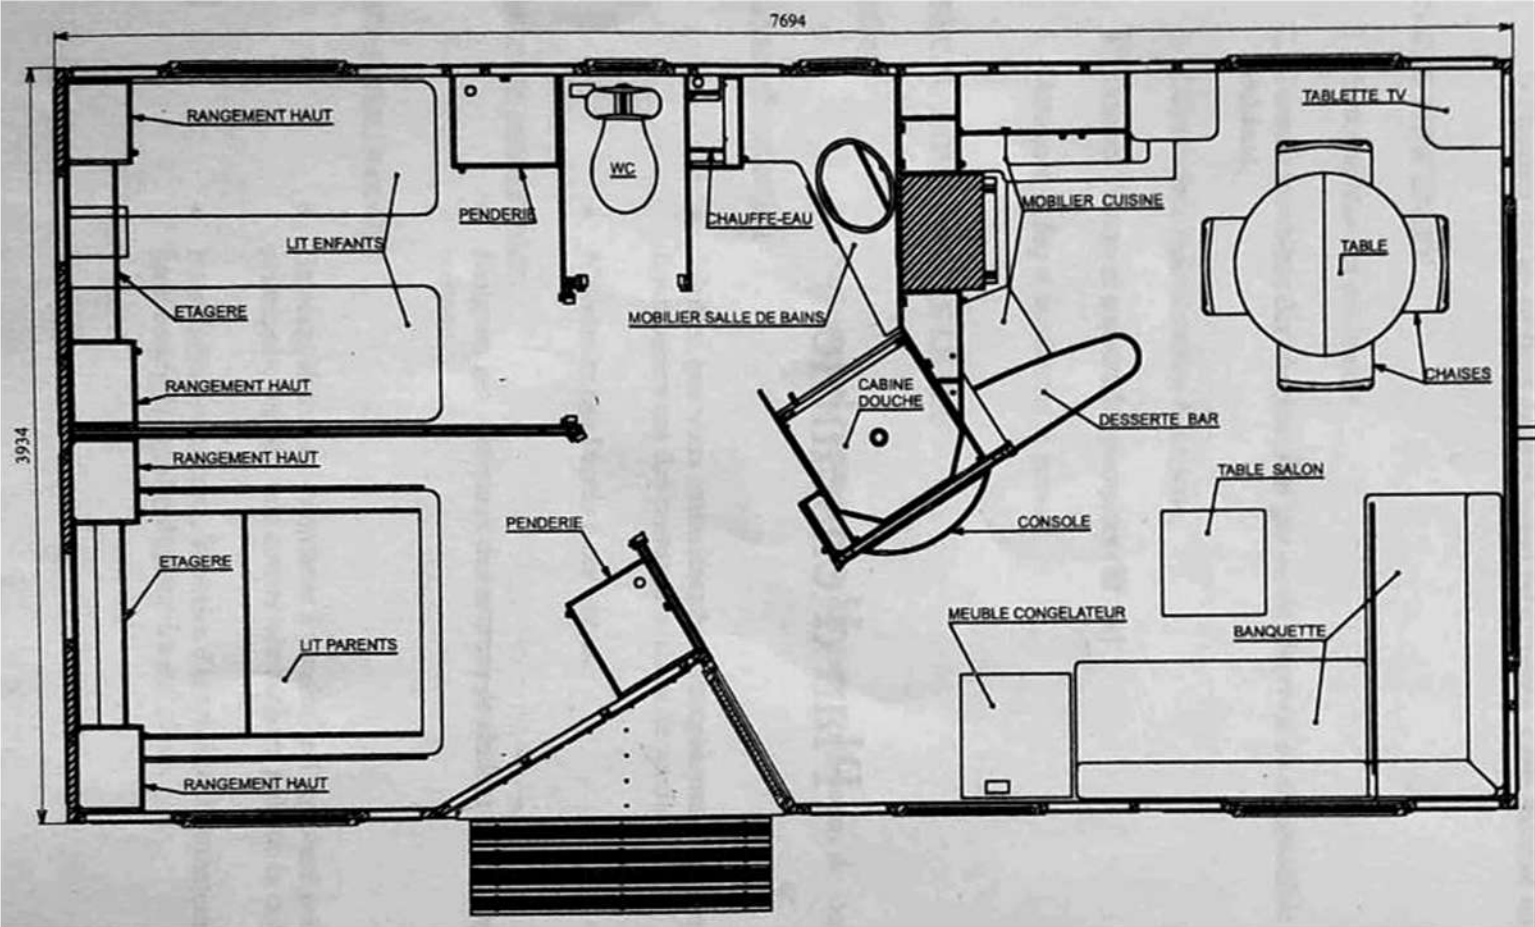 7694
3934
RANGEMENT HAUT
PENDERIE
WC
CHAUFFE-EAU
TABLETTE TV
MOBILIER CUISINE
TABLE
CHAISES
LIT ENFANTS
ETAGERE
MOBILIER SALLE DE BAINS
RANGEMENT HAUT
CABINE
DOUCHE
DESSERTE BAR
RANGEMENT HAUT
TABLE SALON
PENDERIE
CONSOLE
ETAGERE
MEUBLE CONGELATEUR
BANQUETTE
LIT PARENTS
RANGEMENT HAUT